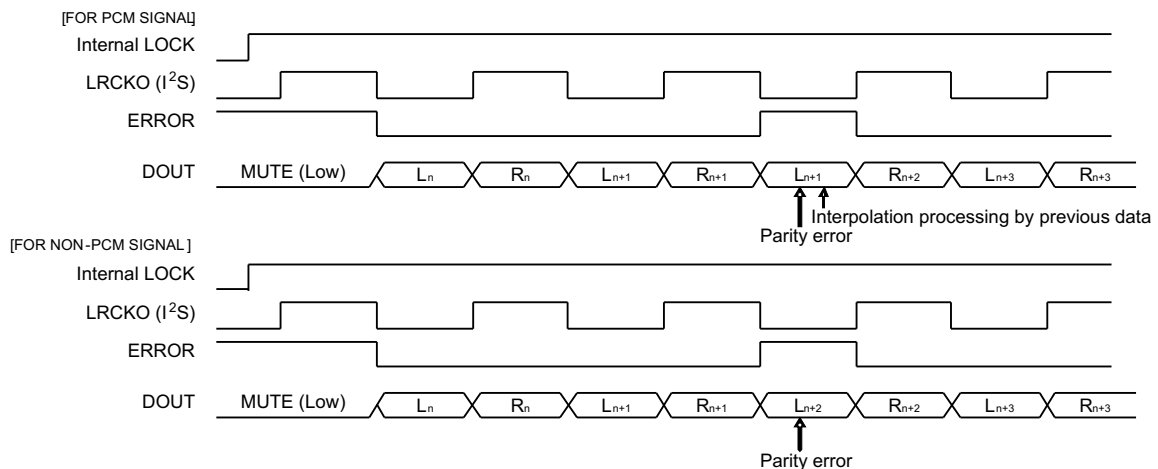 [FOR PCM SIGNAL]
Internal LOCK
LRCKO (I²S)
ERROR
DOUT MUTE (Low) Ln Rn Ln+1 Rn+1 Ln+1 Rn+2 Ln+3 Rn+3
Interpolation processing by previous data
Parity error
[FOR NON-PCM SIGNAL]
Internal LOCK
LRCKO (I²S)
ERROR
DOUT MUTE (Low) Ln Rn Ln+1 Rn+1 Ln+2 Rn+2 Ln+3 Rn+3
Parity error